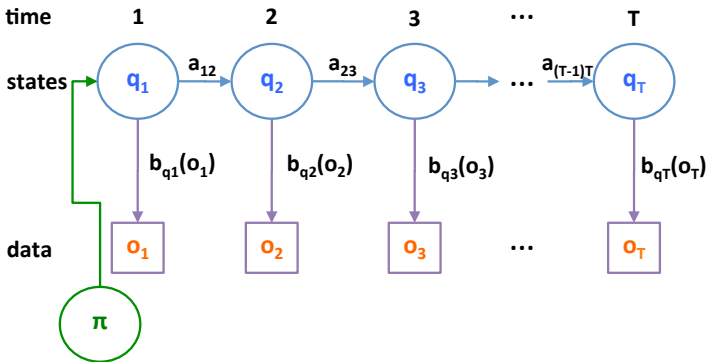 time 1 2 3 ... T
a₁₂ a₂₃ a₍T-1₎T
states q₁ q₂ q₃ ... qT
bq1(o₁) bq2(o₂) bq3(o₃) bqT(oT)
data o₁ o₂ o₃ ... oT
π